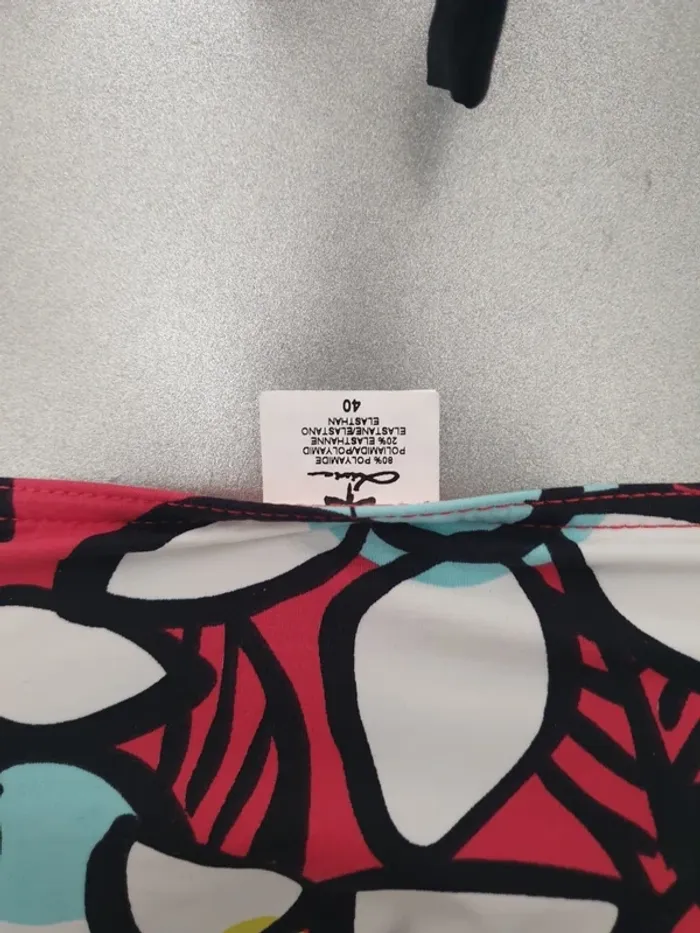 80% POLYAMIDE
POLIAMIDA/POLYAMID
20% ELASTHANNE
ELASTANE/ELASTANO
ELASTHAN
40